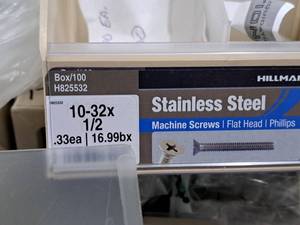 Box/100
H825532
10-32x
1/2
.33ea | 16.99bx
HILLMAN
Stainless Steel
Machine Screws | Flat Head | Phillips